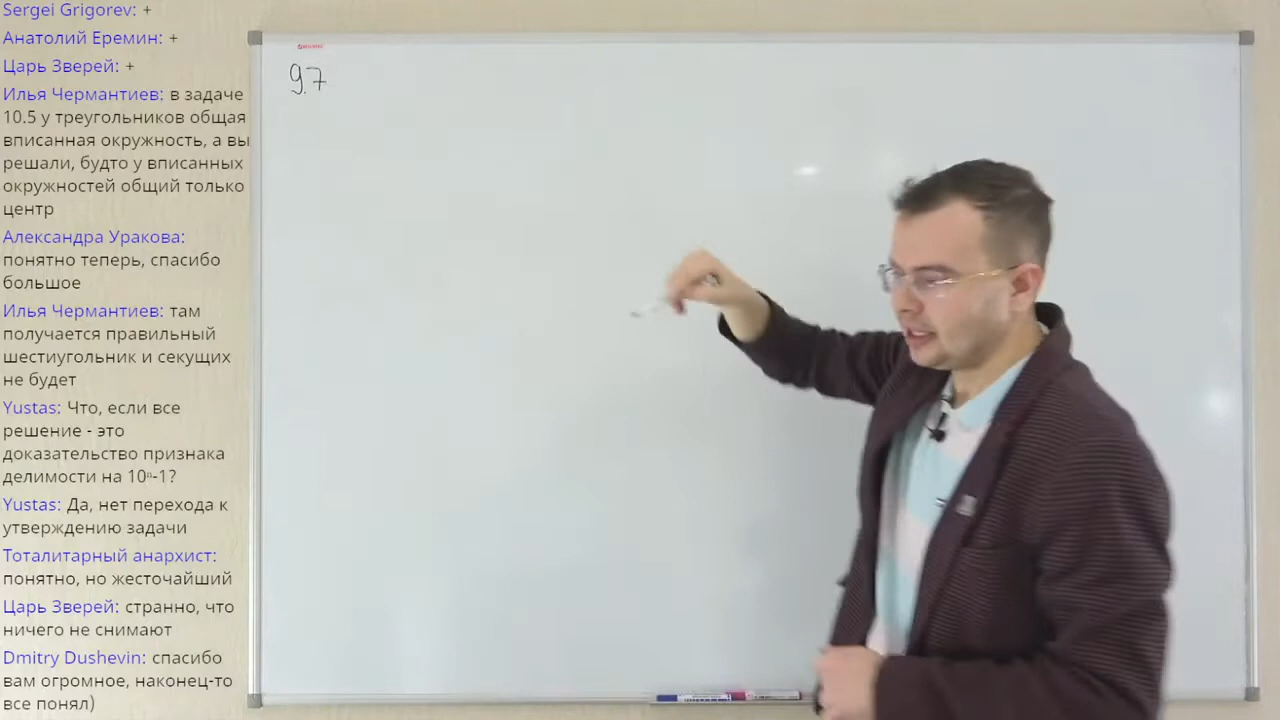 Sergei Grigorev: +
Анатолий Еремин: +
Царь Зверей: +
Илья Чермантиев: в задаче
10.5 у треугольников общая
вписанная окружность, а вы
решали, будто у вписанных
окружностей общий только
центр
Александра Уракова:
понятно теперь, спасибо
большое
Илья Чермантиев: там
получается правильный
шестиугольник и секущих
не будет
Yustas: Что, если все
решение - это
доказательство признака
делимости на 10ⁿ-1?
Yustas: Да, нет перехода к
утверждению задачи
Тоталитарный анархист:
понятно, но жесточайший
Царь Зверей: странно, что
ничего не снимают
Dmitry Dushevin: спасибо
вам огромное, наконец-то
все понял)
9.7